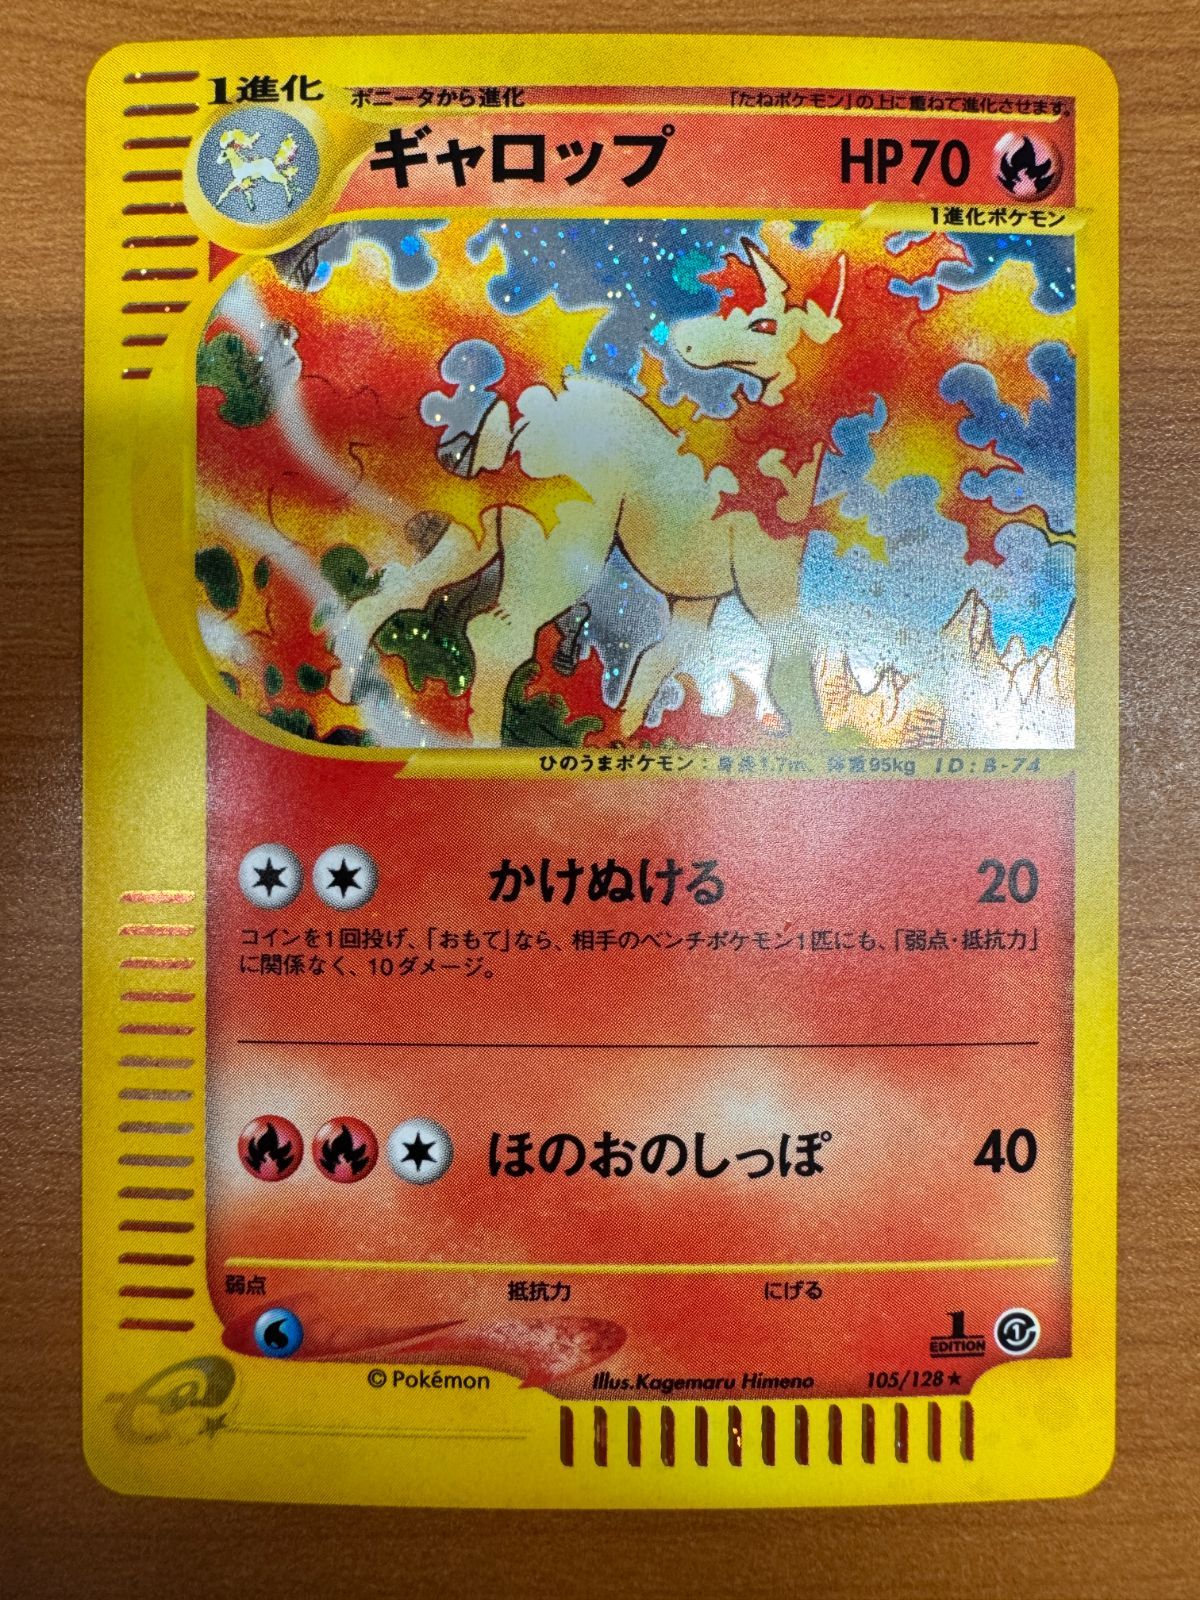 1進化 ポニータから進化 「たねポケモン」の上に重ねて進化させます。
ギャロップ HP70
1進化ポケモン
ひのうまポケモン：身長1.7m、体重95kg ID:B-74
かけぬける 20
コインを1回投げ、「おもて」なら、相手のベンチポケモン1匹にも、「弱点・抵抗力」
に関係なく、10ダメージ。
ほのおのしっぽ 40
弱点 抵抗力 にげる
1
EDITION
© Pokémon Illus.Kagemaru Himeno 105/128★